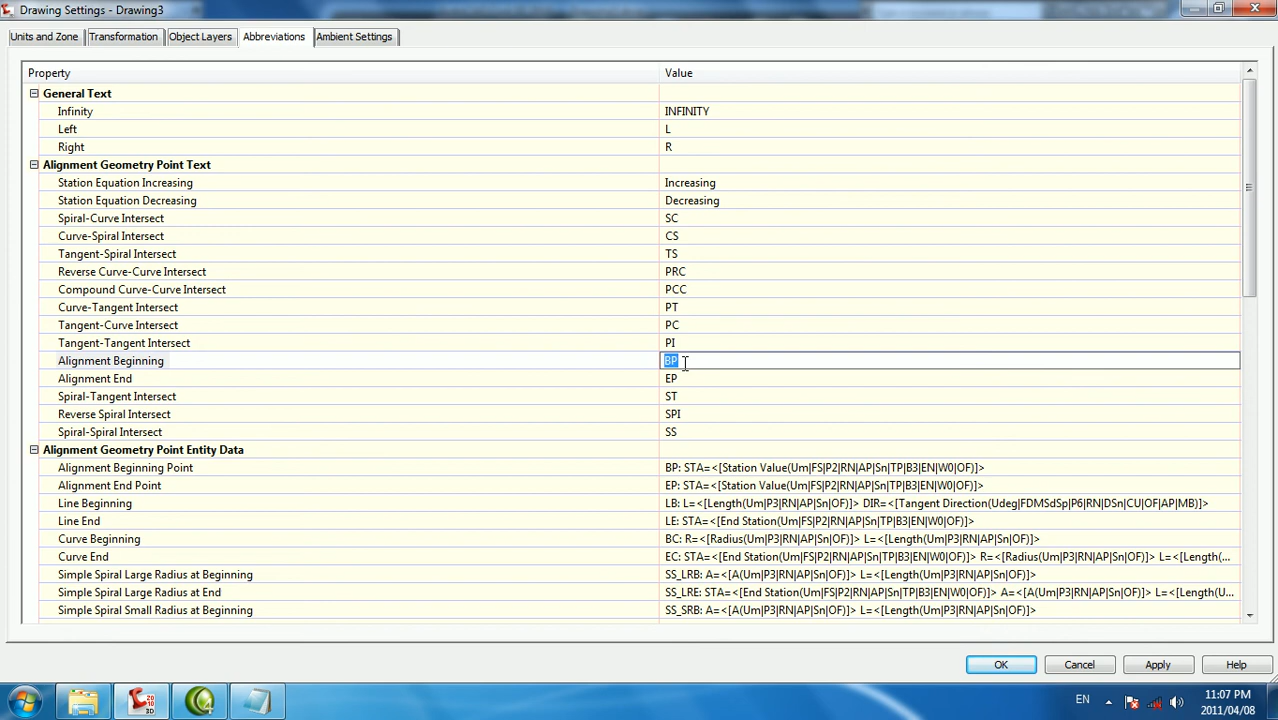 Drawing Settings - Drawing3
Units and Zone Transformation Object Layers Abbreviations Ambient Settings
Property Value
General Text
Infinity INFINITY
Left L
Right R
Alignment Geometry Point Text
Station Equation Increasing Increasing
Station Equation Decreasing Decreasing
Spiral-Curve Intersect SC
Curve-Spiral Intersect CS
Tangent-Spiral Intersect TS
Reverse Curve-Curve Intersect PRC
Compound Curve-Curve Intersect PCC
Curve-Tangent Intersect PT
Tangent-Curve Intersect PC
Tangent-Tangent Intersect PI
Alignment Beginning BP
Alignment End EP
Spiral-Tangent Intersect ST
Reverse Spiral Intersect SPI
Spiral-Spiral Intersect SS
Alignment Geometry Point Entity Data
Alignment Beginning Point BP: STA=<[Station Value(Um|FS|P2|RN|AP|Sn|TP|B3|EN|W0|OF)]>
Alignment End Point EP: STA=<[Station Value(Um|FS|P2|RN|AP|Sn|TP|B3|EN|W0|OF)]>
Line Beginning LB: L=<[Length(Um|P3|RN|AP|Sn|OF)]> DIR=<[Tangent Direction(Udeg|FDMSdSp|P6|RN|DSn|CU|OF|AP|MB)]>
Line End LE: STA=<[End Station(Um|FS|P2|RN|AP|Sn|TP|B3|EN|W0|OF)]>
Curve Beginning BC: R=<[Radius(Um|P3|RN|AP|Sn|OF)]> L=<[Length(Um|P3|RN|AP|Sn|OF)]>
Curve End EC: STA=<[End Station(Um|FS|P2|RN|AP|Sn|TP|B3|EN|W0|OF)]> R=<[Radius(Um|P3|RN|AP|Sn|OF)]> L=<[Length(...
Simple Spiral Large Radius at Beginning SS_LRB: A=<[A(Um|P3|RN|AP|Sn|OF)]> L=<[Length(Um|P3|RN|AP|Sn|OF)]>
Simple Spiral Large Radius at End SS_LRE: STA=<[End Station(Um|FS|P2|RN|AP|Sn|TP|B3|EN|W0|OF)]> A=<[A(Um|P3|RN|AP|Sn|OF)]> L=<[Length(U...
Simple Spiral Small Radius at Beginning SS_SRB: A=<[A(Um|P3|RN|AP|Sn|OF)]> L=<[Length(Um|P3|RN|AP|Sn|OF)]>
OK Cancel Apply Help
EN 11:07 PM
2011/04/08